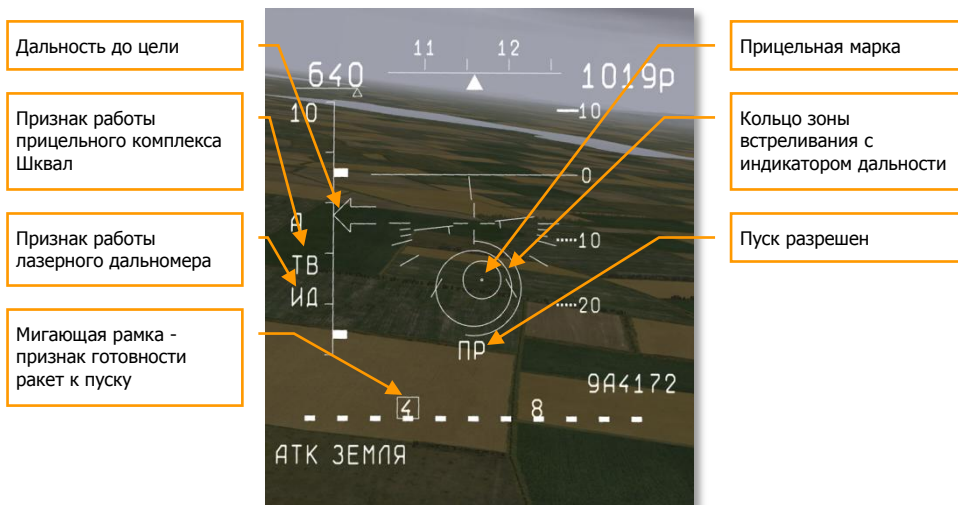 Дальность до цели
Признак работы
прицельного комплекса
Шквал
Признак работы
лазерного дальномера
Мигающая рамка -
признак готовности
ракет к пуску
11 12
640 1019р
10 10
0
А 10
ТВ
ИД 20
ПР
9А4172
4 8
АТК ЗЕМЛЯ
Прицельная марка
Кольцо зоны
встреливания с
индикатором дальности
Пуск разрешен